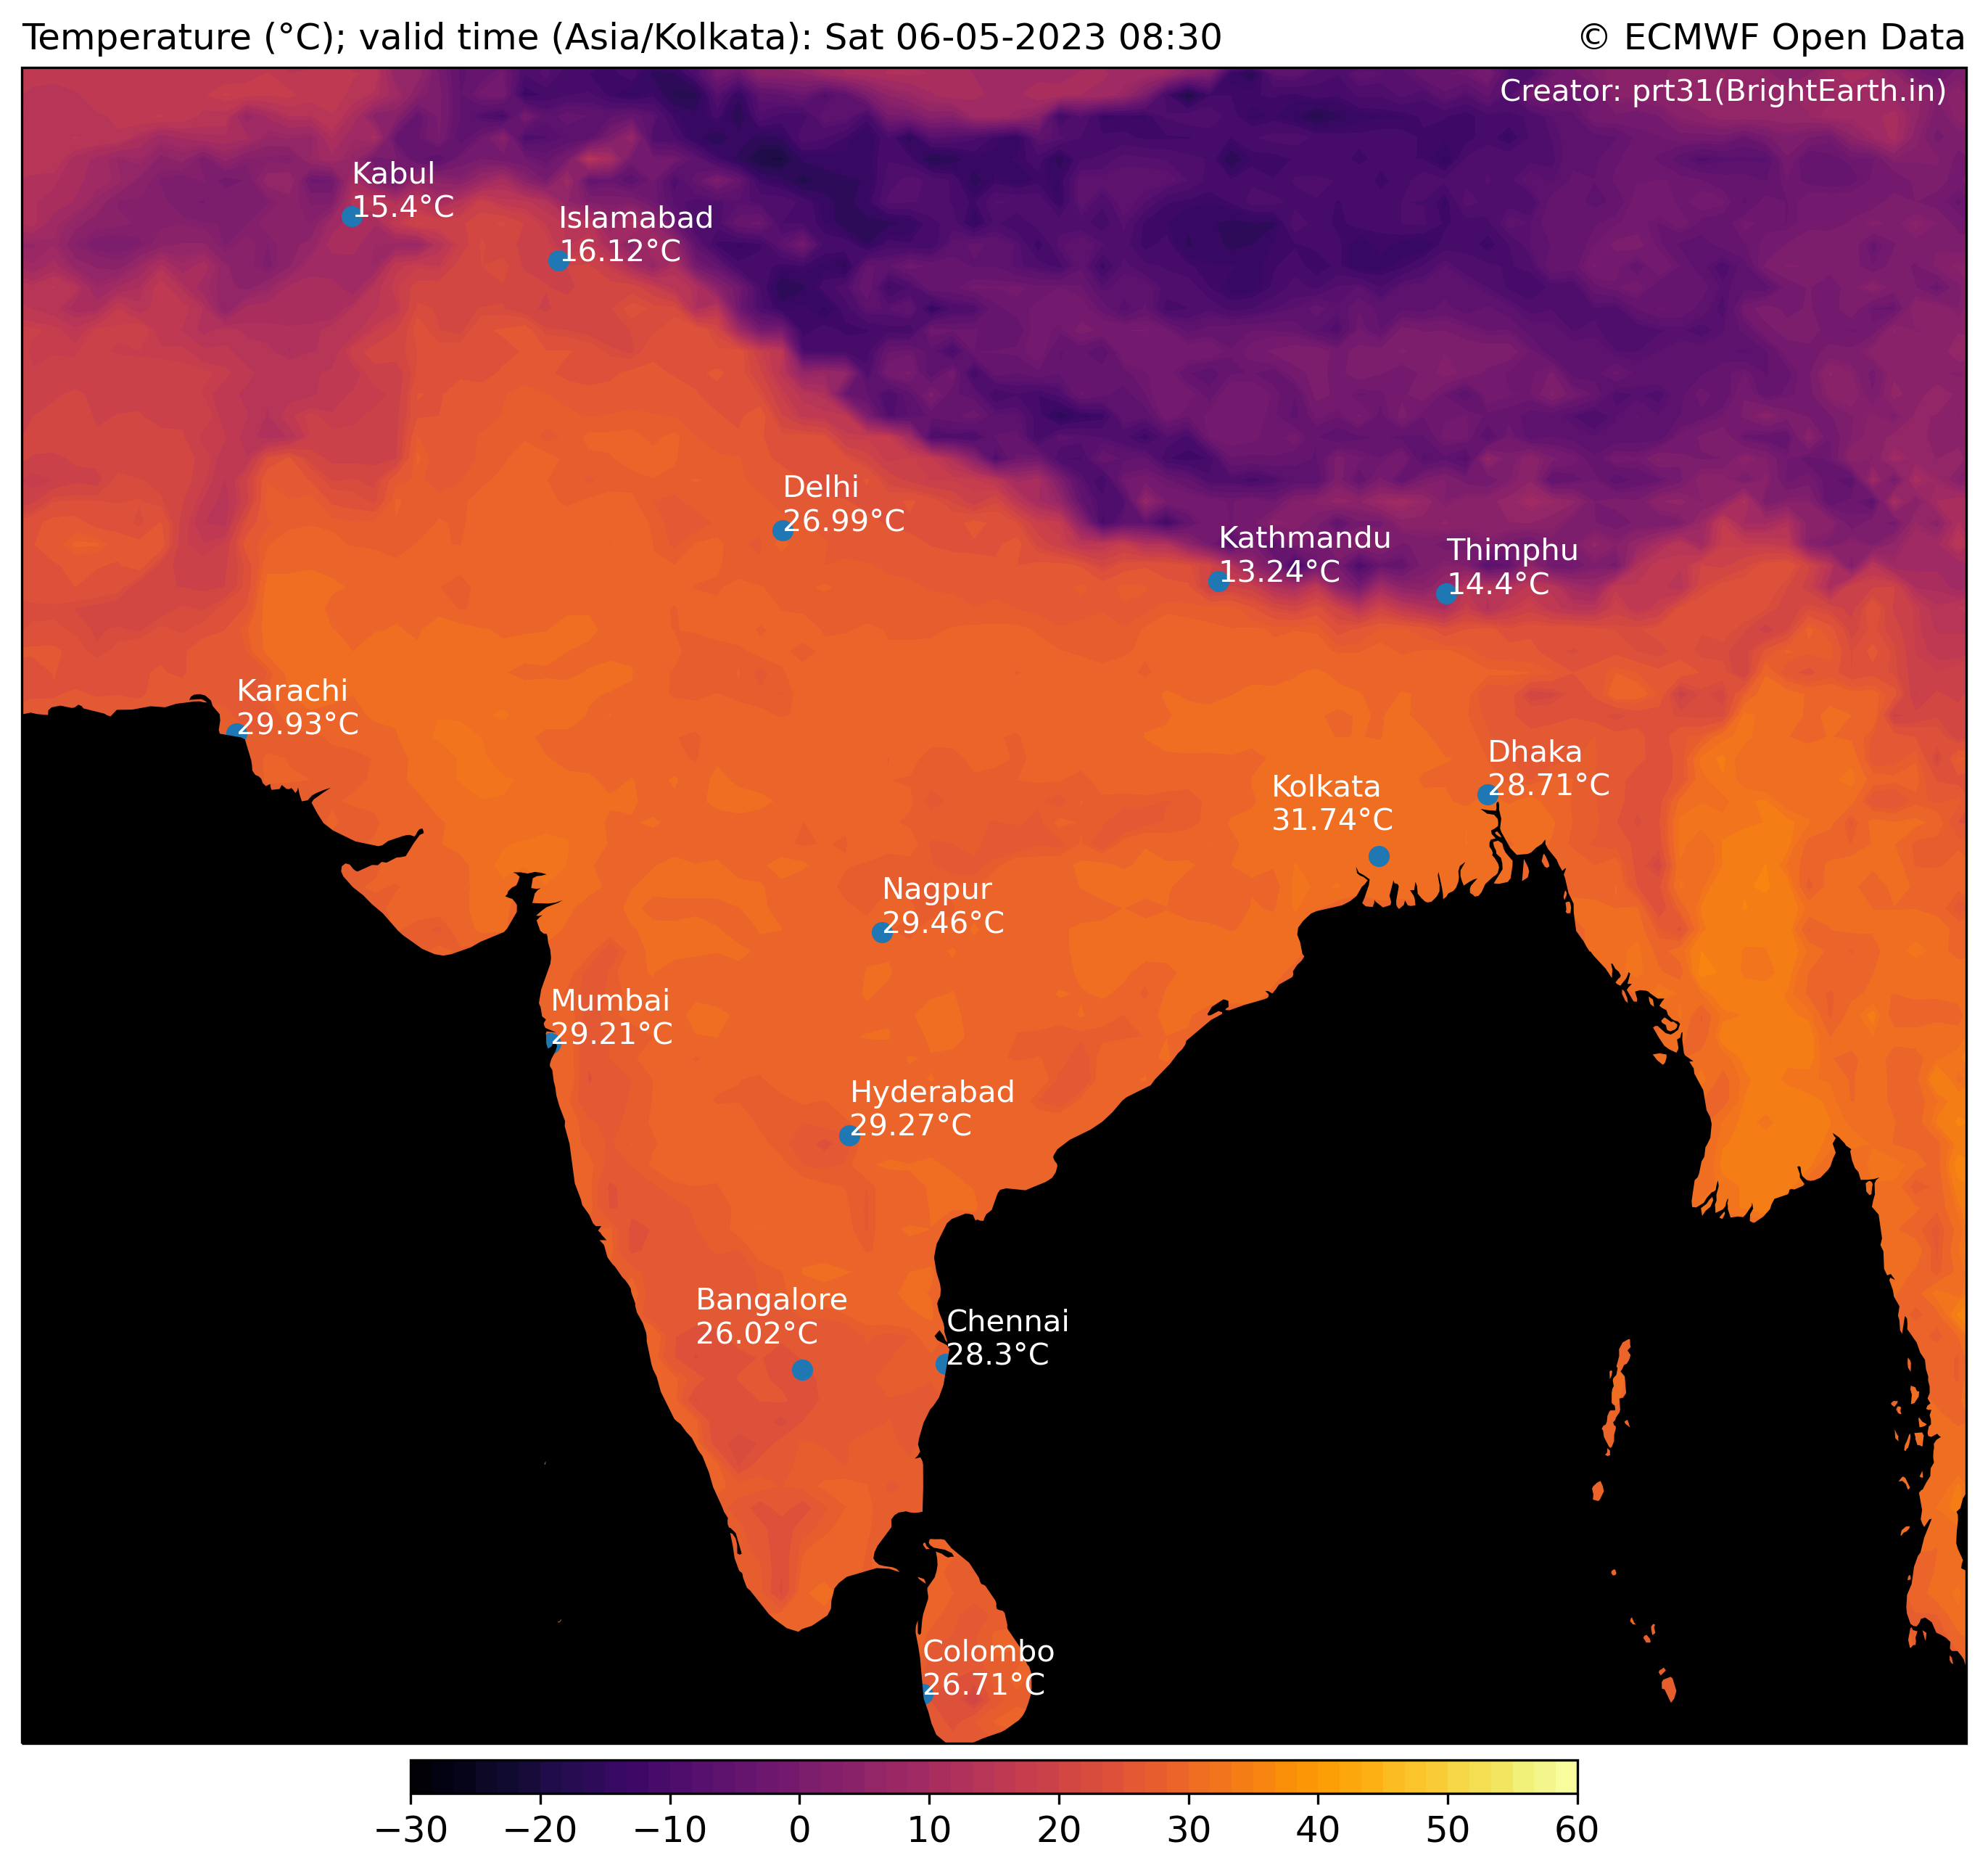 Temperature (°C); valid time (Asia/Kolkata): Sat 06-05-2023 08:30
© ECMWF Open Data
Creator: prt31(BrightEarth.in)
Kabul
15.4°C
Islamabad
16.12°C
Delhi
26.99°C
Kathmandu
13.24°C
Thimphu
14.4°C
Karachi
29.93°C
Dhaka
28.71°C
Kolkata
31.74°C
Nagpur
29.46°C
Mumbai
29.21°C
Hyderabad
29.27°C
Bangalore
26.02°C
Chennai
28.3°C
Colombo
26.71°C
−30 −20 −10 0 10 20 30 40 50 60